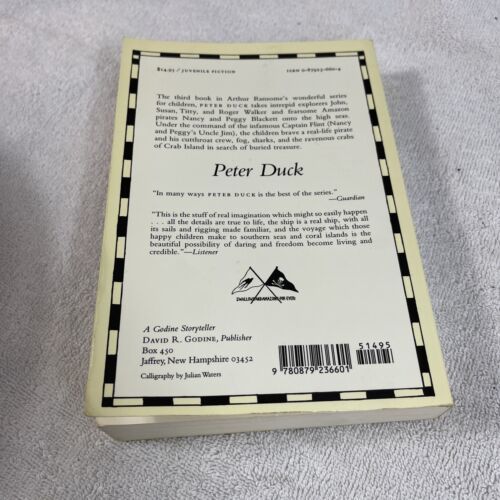 $14.95 / JUVENILE FICTION
ISBN 0-87923-660-4
The third book in Arthur Ransome's wonderful series
for children, PETER DUCK takes intrepid explorers John,
Susan, Titty, and Roger Walker and fearsome Amazon
pirates Nancy and Peggy Blackett onto the high seas.
Under the command of the infamous Captain Flint (Nancy
and Peggy's Uncle Jim), the children brave a real-life pirate
and his cutthroat crew, fog, sharks, and the ravenous crabs
of Crab Island in search of buried treasure.
Peter Duck
"In many ways PETER DUCK is the best of the series."
—Guardian
"This is the stuff of real imagination which might so easily happen
. . . all the details are true to life, the ship is a real ship, with all
its sails and rigging made familiar, and the voyage which those
happy children make to southern seas and coral islands is the
beautiful possibility of daring and freedom become living and
credible."—Listener
SWALLOWS AND AMAZONS FOR EVER!
A Godine Storyteller
DAVID R. GODINE, Publisher
Box 450
Jaffrey, New Hampshire 03452
Calligraphy by Julian Waters
51495
9 780879 236601